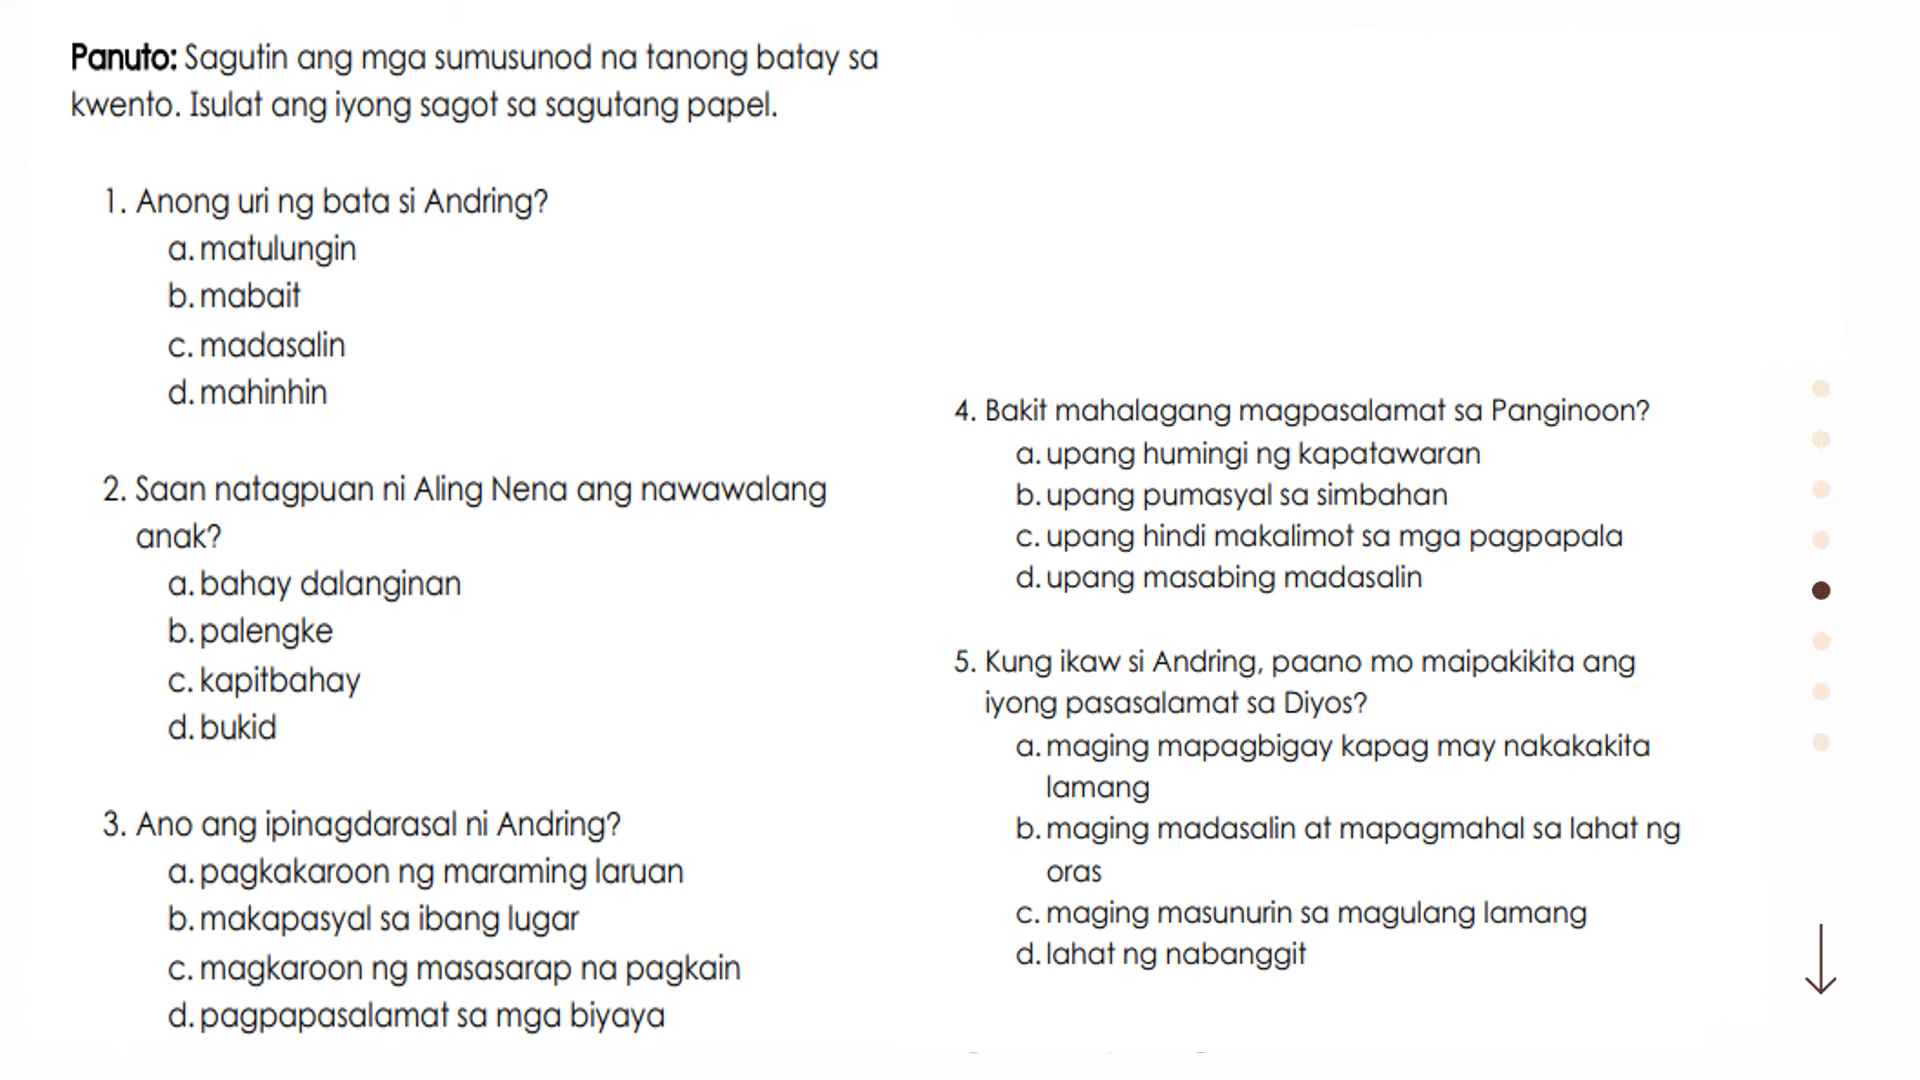 Panuto: Sagutin ang mga sumusunod na tanong batay sa
kwento. Isulat ang iyong sagot sa sagutang papel.
1. Anong uri ng bata si Andring?
a. matulungin
b. mabait
c. madasalin
d. mahinhin
2. Saan natagpuan ni Aling Nena ang nawawalang
anak?
a. bahay dalanginan
b. palengke
c. kapitbahay
d. bukid
3. Ano ang ipinagdarasal ni Andring?
a. pagkakaroon ng maraming laruan
b. makapasyal sa ibang lugar
c. magkaroon ng masasarap na pagkain
d. pagpapasalamat sa mga biyaya
4. Bakit mahalagang magpasalamat sa Panginoon?
a. upang humingi ng kapatawaran
b. upang pumasyal sa simbahan
c. upang hindi makalimot sa mga pagpapala
d. upang masabing madasalin
5. Kung ikaw si Andring, paano mo maipakikita ang
iyong pasasalamat sa Diyos?
a. maging mapagbigay kapag may nakakakita
lamang
b. maging madasalin at mapagmahal sa lahat ng
oras
c. maging masunurin sa magulang lamang
d. lahat ng nabanggit